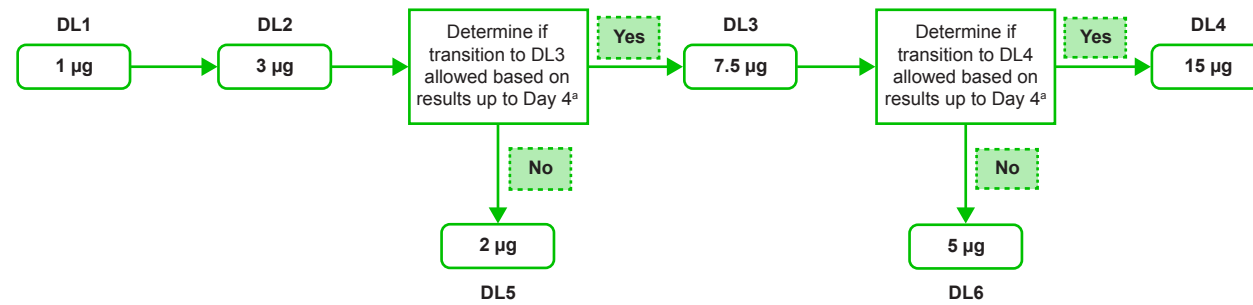 DL1
1 µg
DL2
3 µg
Determine if
transition to DL3
allowed based on
results up to Day 4ᵃ
Yes
DL3
7.5 µg
Determine if
transition to DL4
allowed based on
results up to Day 4ᵃ
Yes
DL4
15 µg
No
2 µg
DL5
No
5 µg
DL6